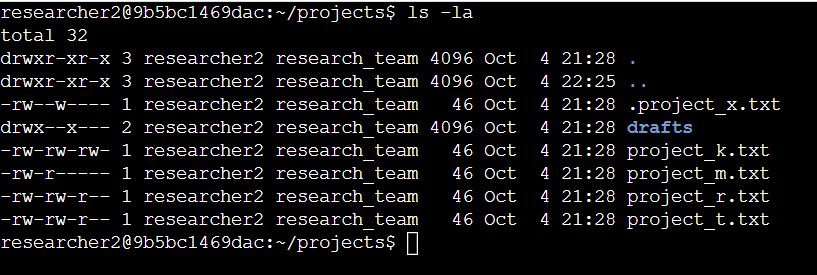 researcher2@9b5bc1469dac:~/projects$ ls -la
total 32
drwxr-xr-x 3 researcher2 research_team 4096 Oct  4 21:28 .
drwxr-xr-x 3 researcher2 research_team 4096 Oct  4 22:25 ..
-rw--w---- 1 researcher2 research_team   46 Oct  4 21:28 .project_x.txt
drwx--x--- 2 researcher2 research_team 4096 Oct  4 21:28 drafts
-rw-rw-rw- 1 researcher2 research_team   46 Oct  4 21:28 project_k.txt
-rw-r----- 1 researcher2 research_team   46 Oct  4 21:28 project_m.txt
-rw-rw-r-- 1 researcher2 research_team   46 Oct  4 21:28 project_r.txt
-rw-rw-r-- 1 researcher2 research_team   46 Oct  4 21:28 project_t.txt
researcher2@9b5bc1469dac:~/projects$